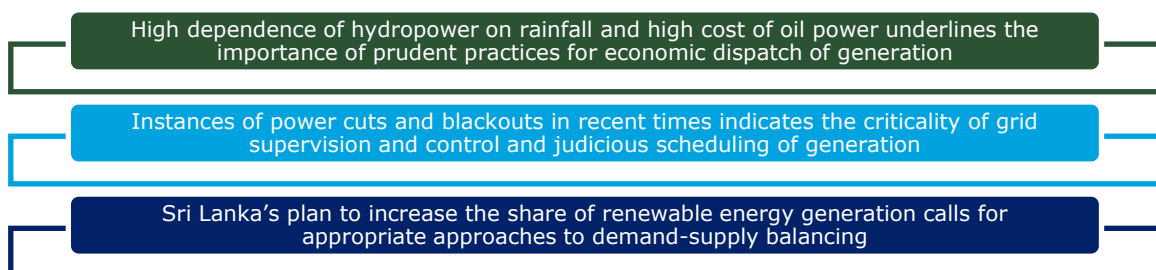 High dependence of hydropower on rainfall and high cost of oil power underlines the
importance of prudent practices for economic dispatch of generation
Instances of power cuts and blackouts in recent times indicates the criticality of grid
supervision and control and judicious scheduling of generation
Sri Lanka’s plan to increase the share of renewable energy generation calls for
appropriate approaches to demand-supply balancing